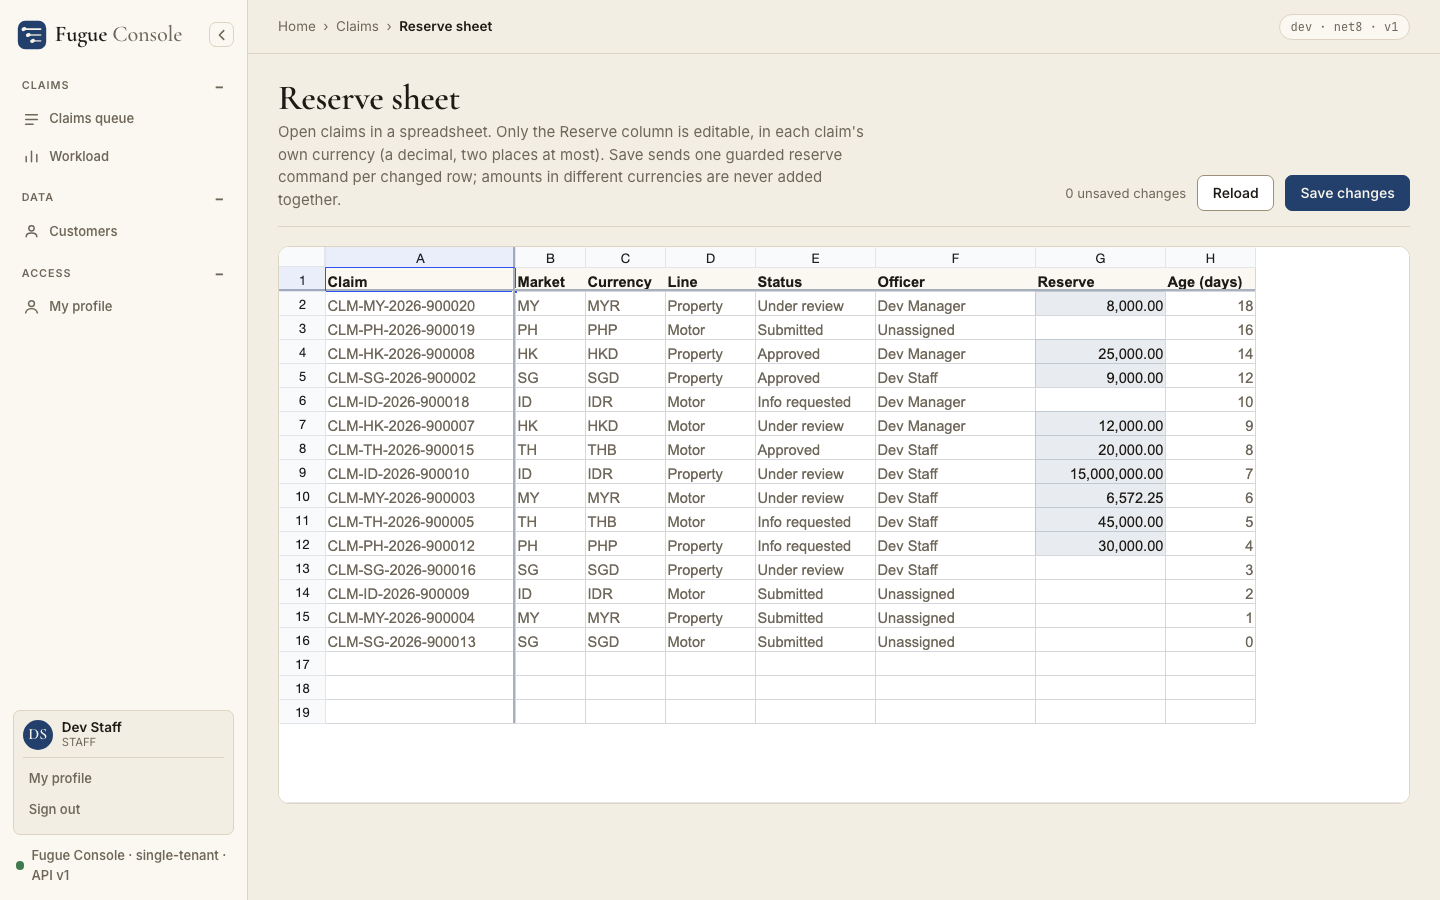 Fugue Console
CLAIMS
Claims queue
Workload
DATA
Customers
ACCESS
My profile
DS
Dev Staff
STAFF
My profile
Sign out
Fugue Console · single-tenant ·
API v1
Home › Claims › Reserve sheet
dev · net8 · v1
Reserve sheet
Open claims in a spreadsheet. Only the Reserve column is editable, in each claim's
own currency (a decimal, two places at most). Save sends one guarded reserve
command per changed row; amounts in different currencies are never added
together.
0 unsaved changes Reload Save changes
A B C D E F G H
1 Claim Market Currency Line Status Officer Reserve Age (days)
2 CLM-MY-2026-900020 MY MYR Property Under review Dev Manager 8,000.00 18
3 CLM-PH-2026-900019 PH PHP Motor Submitted Unassigned 16
4 CLM-HK-2026-900008 HK HKD Property Approved Dev Manager 25,000.00 14
5 CLM-SG-2026-900002 SG SGD Property Approved Dev Staff 9,000.00 12
6 CLM-ID-2026-900018 ID IDR Motor Info requested Dev Manager 10
7 CLM-HK-2026-900007 HK HKD Motor Under review Dev Manager 12,000.00 9
8 CLM-TH-2026-900015 TH THB Motor Approved Dev Staff 20,000.00 8
9 CLM-ID-2026-900010 ID IDR Property Under review Dev Staff 15,000,000.00 7
10 CLM-MY-2026-900003 MY MYR Motor Under review Dev Staff 6,572.25 6
11 CLM-TH-2026-900005 TH THB Motor Info requested Dev Staff 45,000.00 5
12 CLM-PH-2026-900012 PH PHP Property Info requested Dev Staff 30,000.00 4
13 CLM-SG-2026-900016 SG SGD Property Under review Dev Staff 3
14 CLM-ID-2026-900009 ID IDR Motor Submitted Unassigned 2
15 CLM-MY-2026-900004 MY MYR Property Submitted Unassigned 1
16 CLM-SG-2026-900013 SG SGD Motor Submitted Unassigned 0
17
18
19